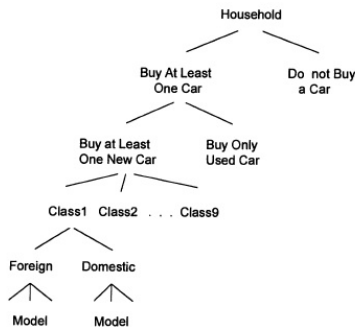 Household
Buy At Least
One Car
Do not Buy
a Car
Buy at Least
One New Car
Buy Only
Used Car
Class1 Class2 . . . Class9
Foreign Domestic
Model Model